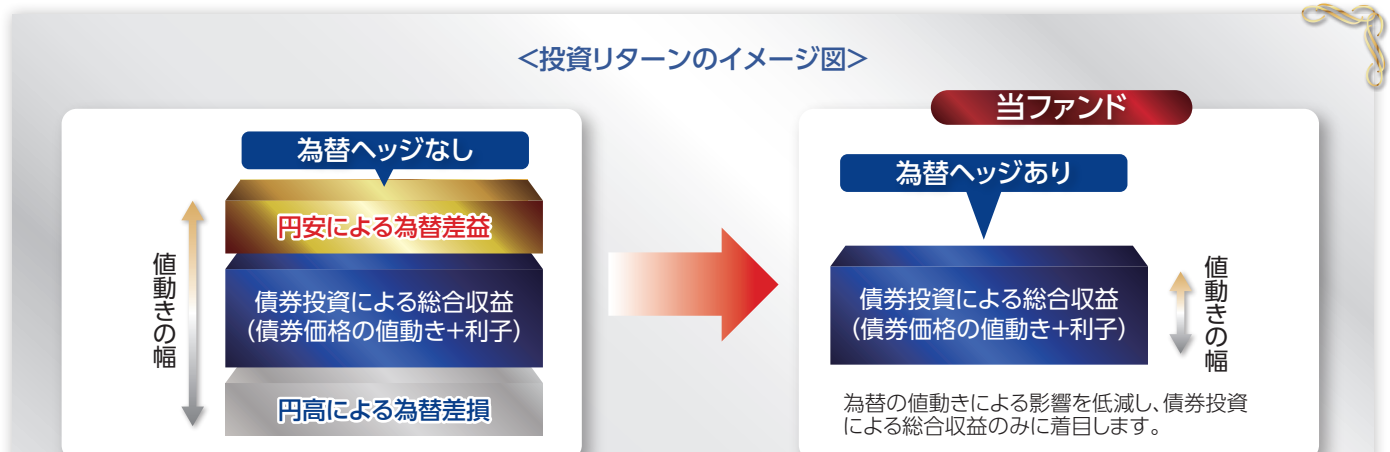 <投資リターンのイメージ図>
為替ヘッジなし
円安による為替差益
債券投資による総合収益
(債券価格の値動き+利子)
円高による為替差損
値動きの幅
当ファンド
為替ヘッジあり
債券投資による総合収益
(債券価格の値動き+利子)
値動きの幅
為替の値動きによる影響を低減し、債券投資
による総合収益のみに着目します。